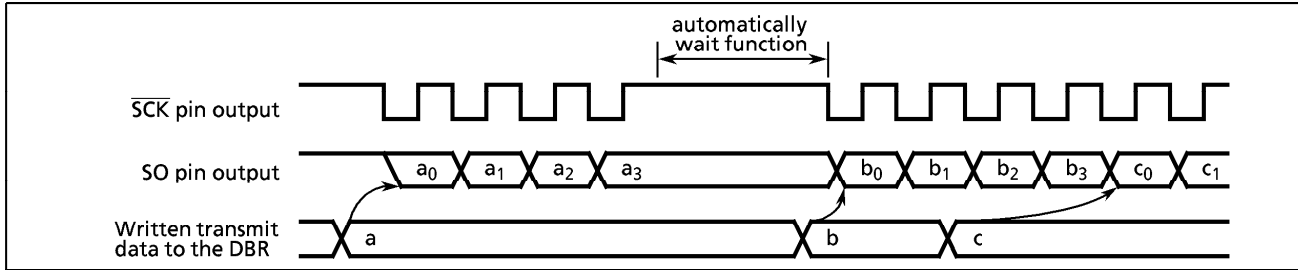 automatically
wait function
S̅C̅K̅ pin output
SO pin output
a₀ a₁ a₂ a₃ b₀ b₁ b₂ b₃ c₀ c₁
Written transmit
data to the DBR
a b c